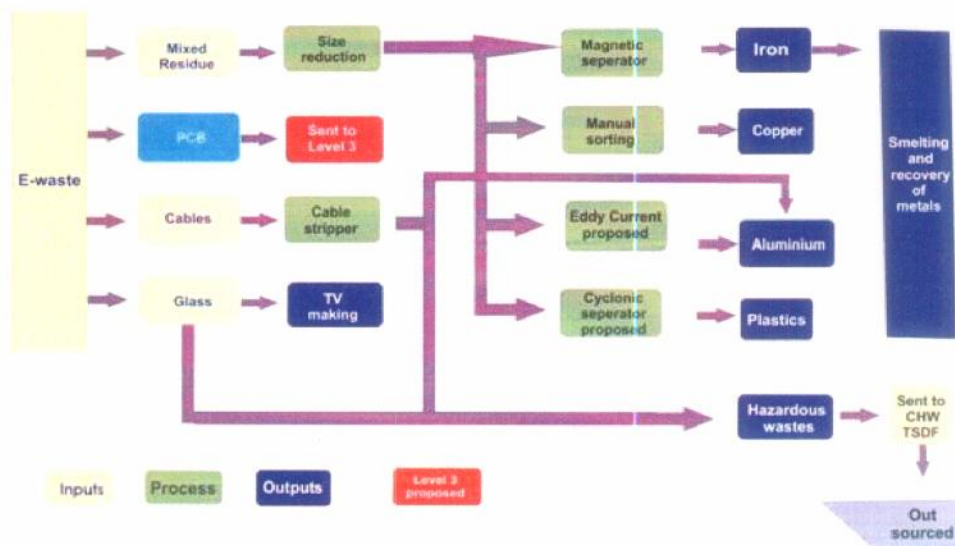 E-waste
Mixed
Residue
Size
reduction
Magnetic
seperator
Iron
PCB
Sent to
Level 3
Manual
sorting
Copper
Smelting
and
recovery
of
metals
Cables
Cable
stripper
Eddy Current
proposed
Aluminium
Glass
TV
making
Cyclonic
seperator
proposed
Plastics
Hazardous
wastes
Sent to
CHW
TSDF
Inputs
Process
Outputs
Level 3
proposed
Out
sourced